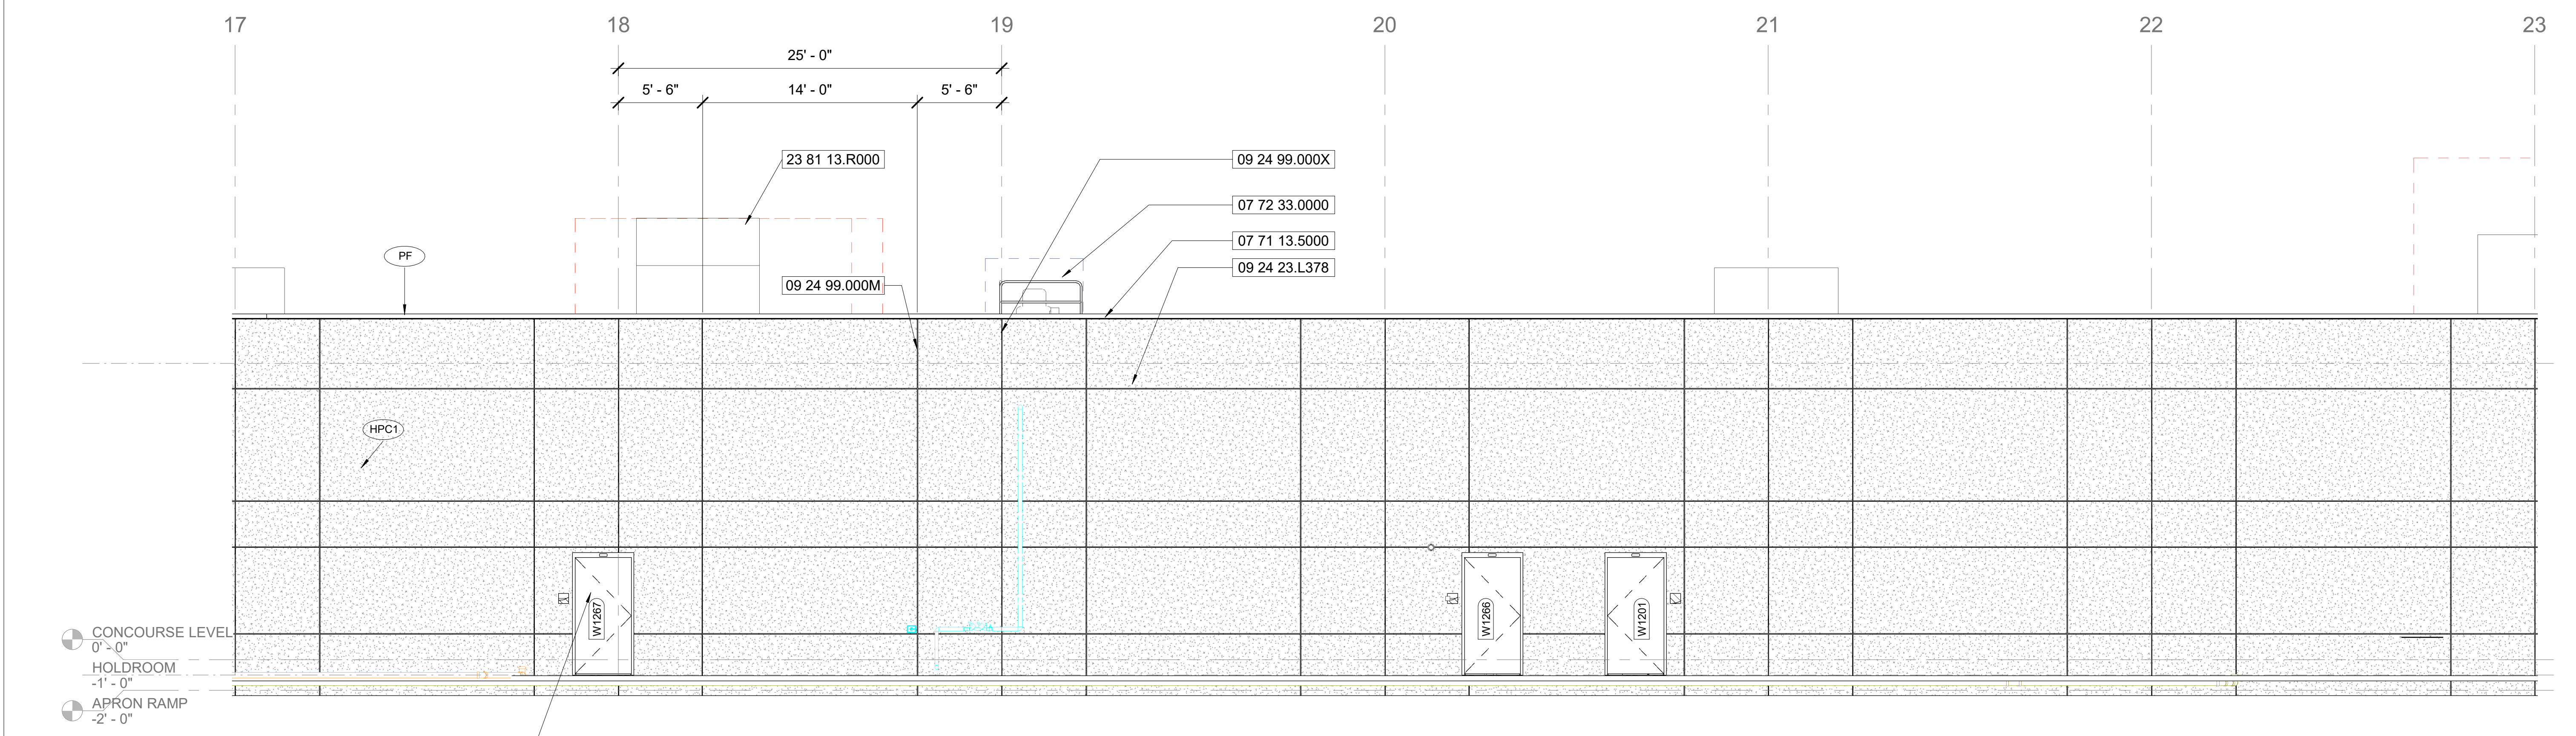 17 18 19 20 21 22 23
25' - 0"
5' - 6" 14' - 0" 5' - 6"
23 81 13.R000
09 24 99.000X
07 72 33.0000
07 71 13.5000
PF
09 24 23.L378
09 24 99.000M
HPC1
W1267
W1266
W1201
CONCOURSE LEVEL
0' - 0"
HOLDROOM
-1' - 0"
APRON RAMP
-2' - 0"